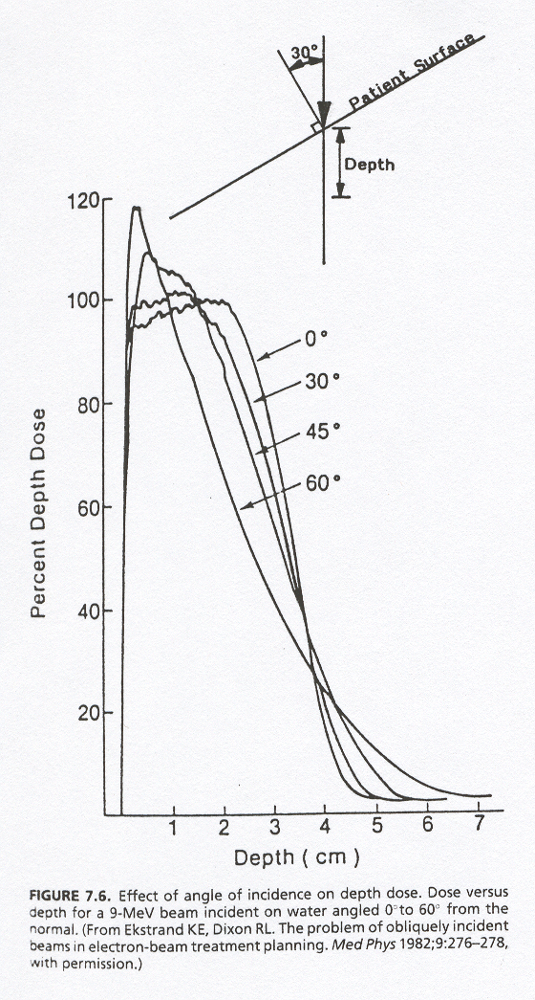 30°
Patient Surface
Depth
120
100
80
60
40
20
0°
30°
45°
60°
Percent Depth Dose
1 2 3 4 5 6 7
Depth ( cm )
FIGURE 7.6. Effect of angle of incidence on depth dose. Dose versus
depth for a 9-MeV beam incident on water angled 0°to 60° from the
normal. (From Ekstrand KE, Dixon RL. The problem of obliquely incident
beams in electron-beam treatment planning. Med Phys 1982;9:276–278,
with permission.)